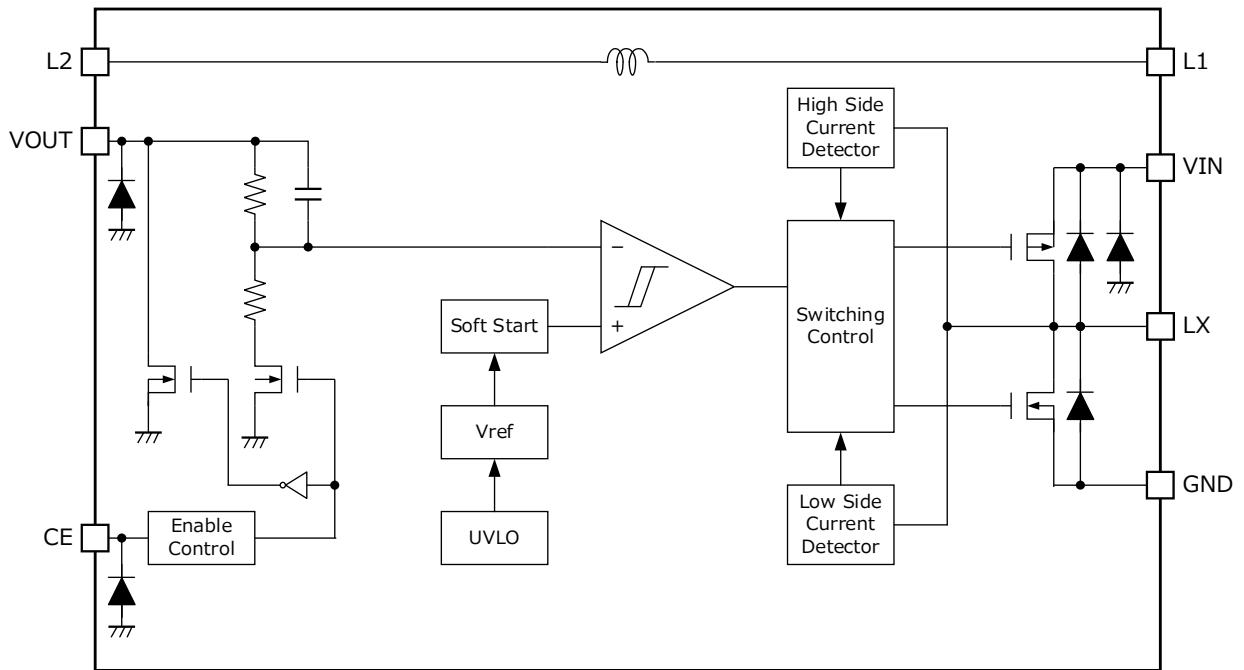 L2
L1
VOUT
High Side
Current
Detector
VIN
−
+
Soft Start
Switching
Control
LX
Vref
GND
CE
Enable
Control
UVLO
Low Side
Current
Detector